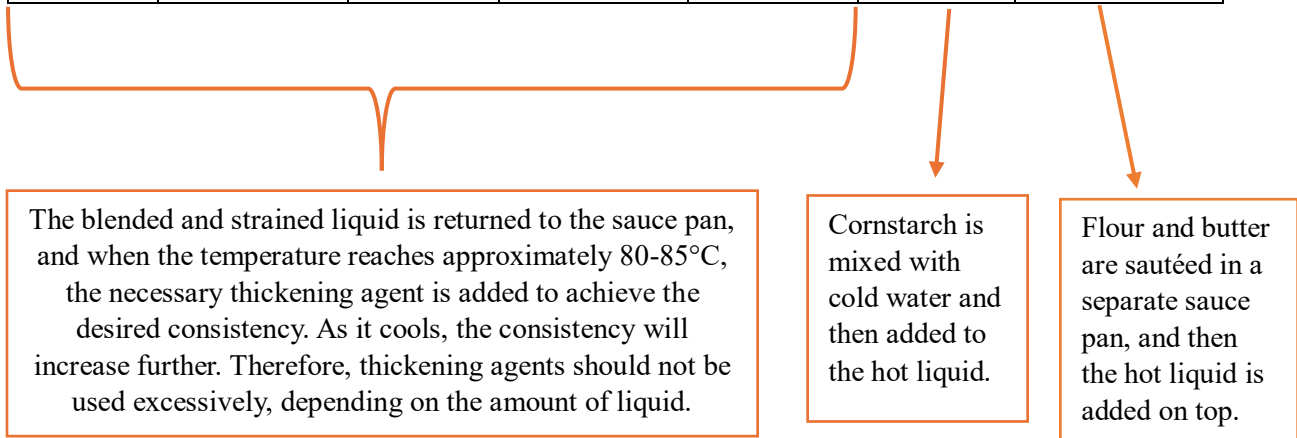 The blended and strained liquid is returned to the sauce pan,
and when the temperature reaches approximately 80-85°C,
the necessary thickening agent is added to achieve the
desired consistency. As it cools, the consistency will
increase further. Therefore, thickening agents should not be
used excessively, depending on the amount of liquid.
Cornstarch is
mixed with
cold water and
then added to
the hot liquid.
Flour and butter
are sautéed in a
separate sauce
pan, and then
the hot liquid is
added on top.